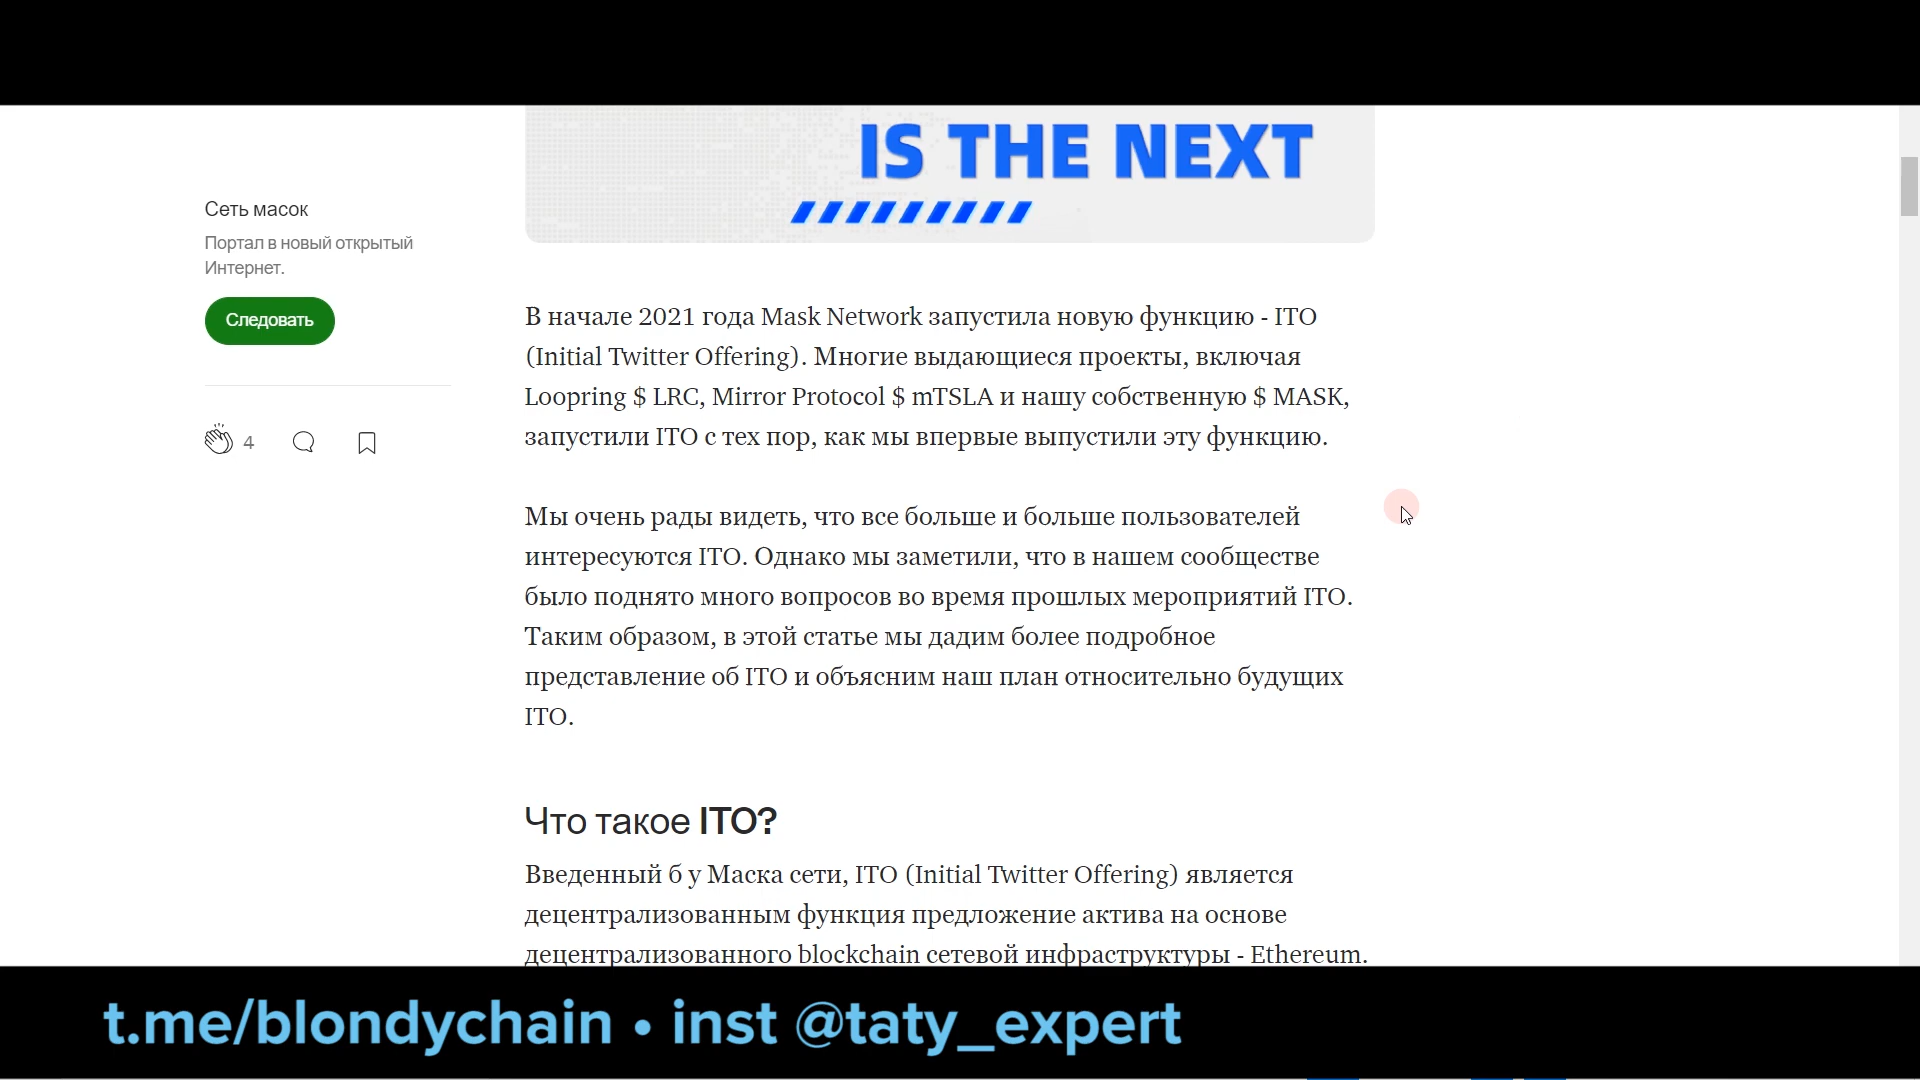 IS THE NEXT
Сеть масок
Портал в новый открытый
Интернет.
Следовать
4
В начале 2021 года Mask Network запустила новую функцию - ITO
(Initial Twitter Offering). Многие выдающиеся проекты, включая
Loopring $ LRC, Mirror Protocol $ mTSLA и нашу собственную $ MASK,
запустили ITO с тех пор, как мы впервые выпустили эту функцию.
Мы очень рады видеть, что все больше и больше пользователей
интересуются ITO. Однако мы заметили, что в нашем сообществе
было поднято много вопросов во время прошлых мероприятий ITO.
Таким образом, в этой статье мы дадим более подробное
представление об ITO и объясним наш план относительно будущих
ITO.
Что такое ITO?
Введенный б у Маска сети, ITO (Initial Twitter Offering) является
децентрализованным функция предложение актива на основе
децентрализованного blockchain сетевой инфраструктуры - Ethereum.
t.me/blondychain • inst @taty_expert